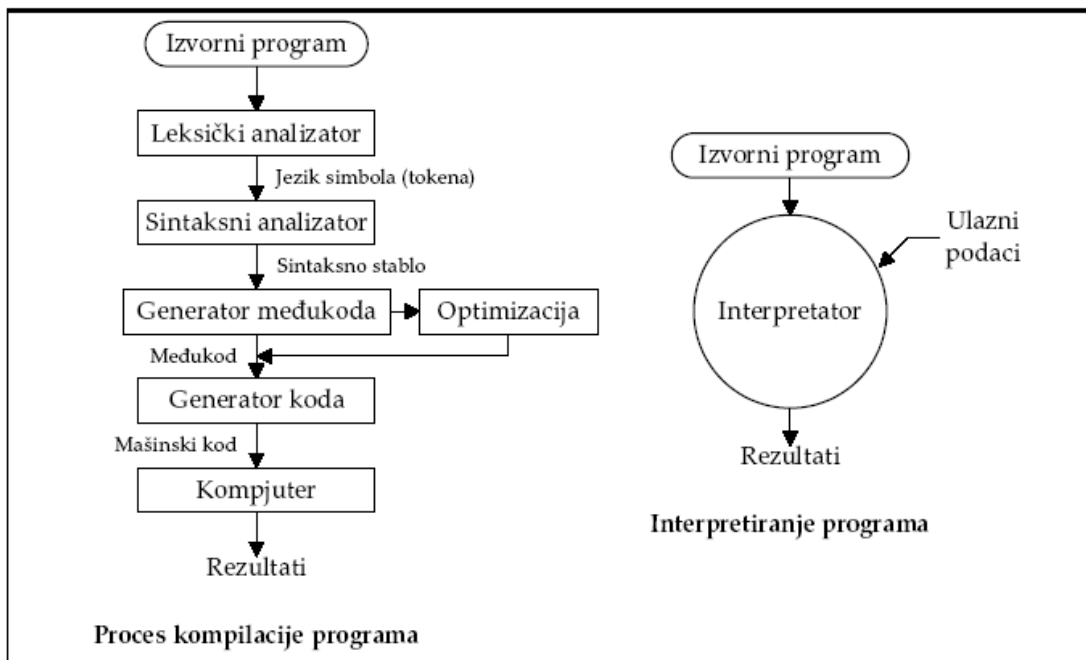 Izvorni program
Leksički analizator
Jezik simbola (tokena)
Sintaksni analizator
Sintaksno stablo
Generator međukoda
Optimizacija
Međukod
Generator koda
Mašinski kod
Kompjuter
Rezultati
Proces kompilacije programa
Izvorni program
Ulazni
podaci
Interpretator
Rezultati
Interpretiranje programa